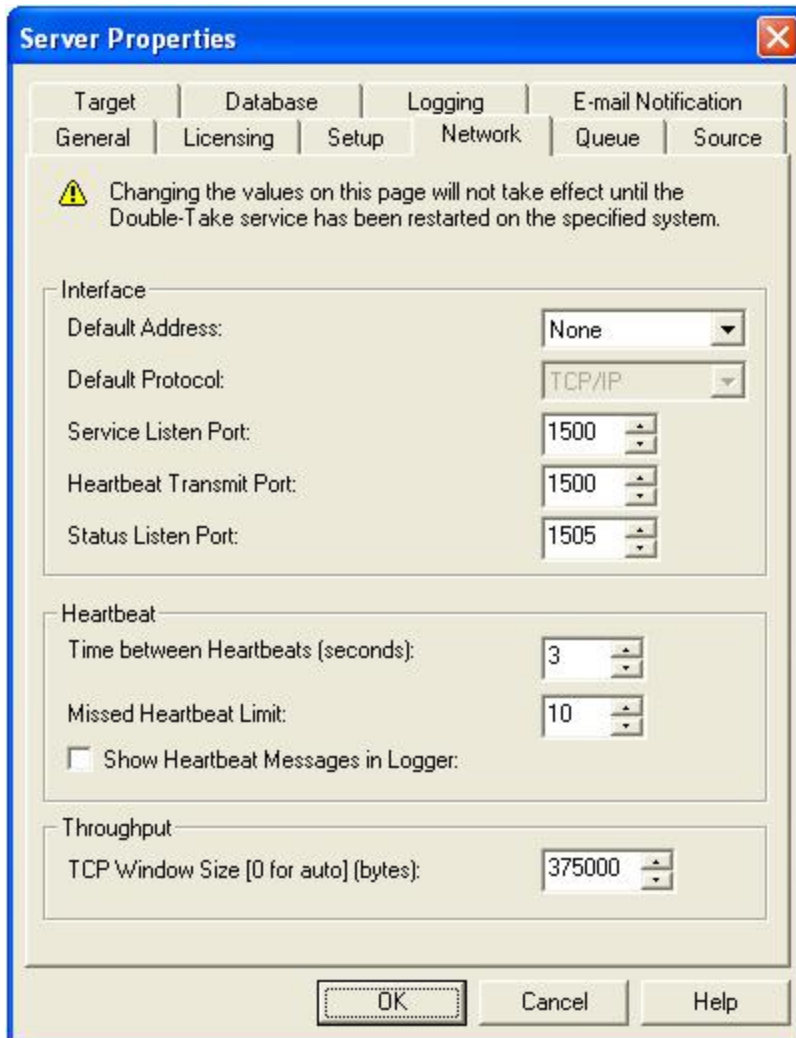 Server Properties
Target Database Logging E-mail Notification
General Licensing Setup Network Queue Source
Changing the values on this page will not take effect until the
Double-Take service has been restarted on the specified system.
Interface
Default Address: None
Default Protocol: TCP/IP
Service Listen Port: 1500
Heartbeat Transmit Port: 1500
Status Listen Port: 1505
Heartbeat
Time between Heartbeats (seconds): 3
Missed Heartbeat Limit: 10
Show Heartbeat Messages in Logger:
Throughput
TCP Window Size [0 for auto] (bytes): 375000
OK Cancel Help